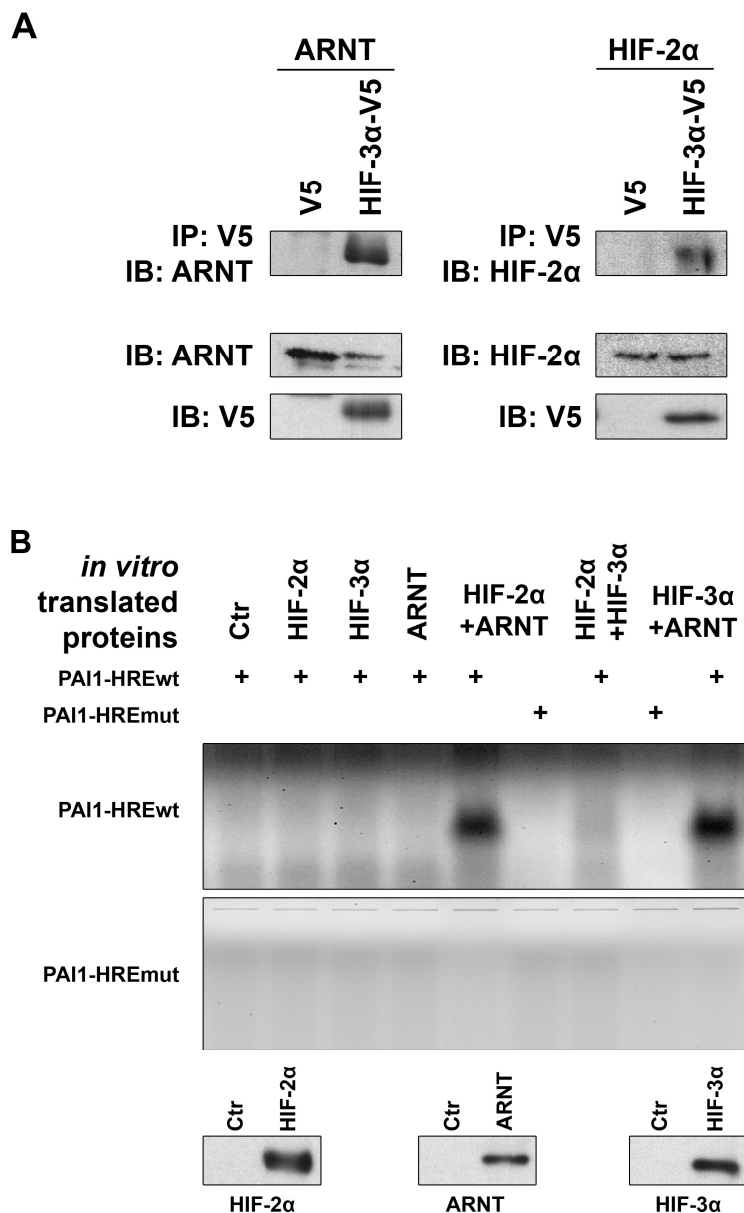 A
ARNT
HIF-2α
V5
HIF-3α-V5
V5
HIF-3α-V5
IP: V5
IB: ARNT
IP: V5
IB: HIF-2α
IB: ARNT
IB: HIF-2α
IB: V5
IB: V5
B
in vitro
translated
proteins
Ctr
HIF-2α
HIF-3α
ARNT
HIF-2α
+ARNT
HIF-2α
+HIF-3α
HIF-3α
+ARNT
PAI1-HREwt + + + + + + +
PAI1-HREmut + +
PAI1-HREwt
PAI1-HREmut
Ctr
HIF-2α
Ctr
ARNT
Ctr
HIF-3α
HIF-2α
ARNT
HIF-3α